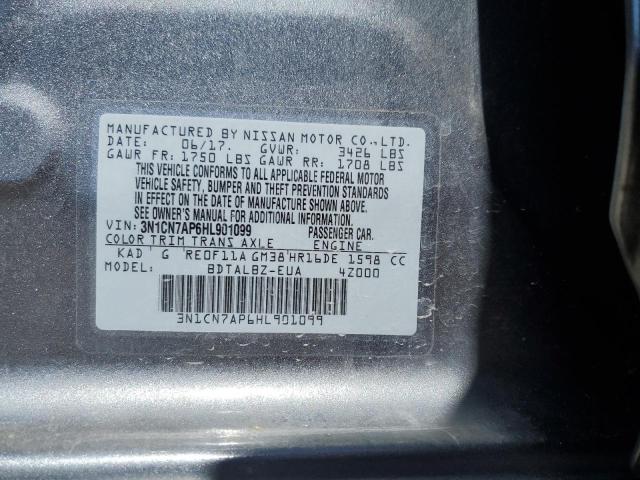 MANUFACTURED BY NISSAN MOTOR CO.,LTD.
DATE: 06/17. GVWR: 3426 LBS
GAWR FR: 1750 LBS GAWR RR: 1708 LBS
THIS VEHICLE CONFORMS TO ALL APPLICABLE FEDERAL MOTOR
VEHICLE SAFETY, BUMPER AND THEFT PREVENTION STANDARDS
IN EFFECT ON THE DATE OF MANUFACTURE SHOWN ABOVE.
SEE OWNER'S MANUAL FOR ADDITIONAL INFORMATION.
VIN: 3N1CN7AP6HL901099 PASSENGER CAR.
COLOR TRIM TRANS AXLE ENGINE
KAD G RE0F11A GM38 HR16DE 1598 CC
MODEL: BDTALBZ-EUA 4Z000
3N1CN7AP6HL901099